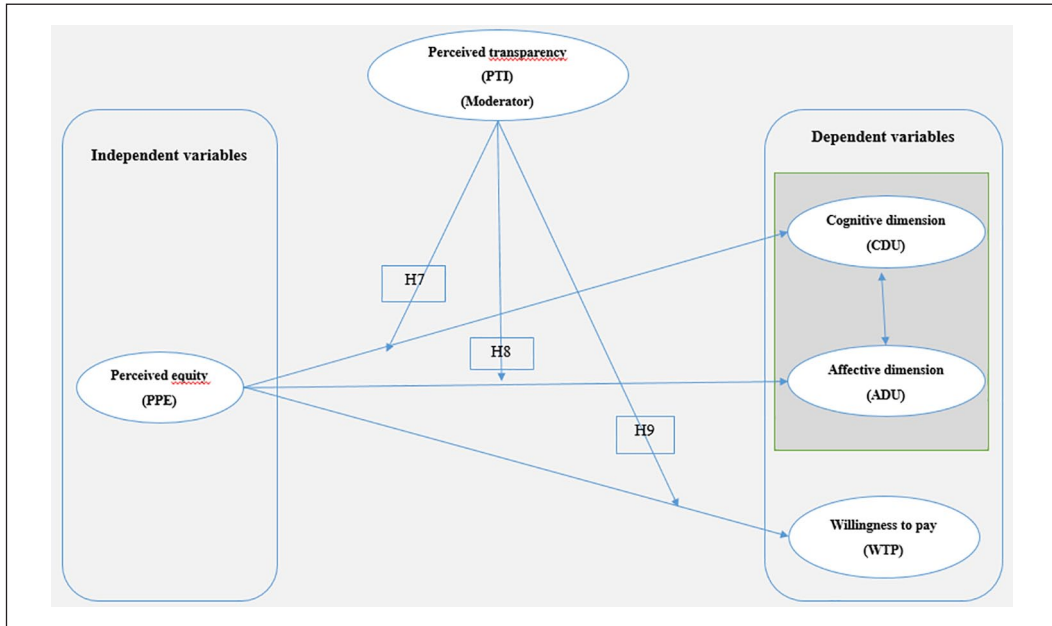 Perceived transparency
(PTI)
(Moderator)
Independent variables
Dependent variables
Cognitive dimension
(CDU)
H7
H8
Perceived equity
(PPE)
Affective dimension
(ADU)
H9
Willingness to pay
(WTP)